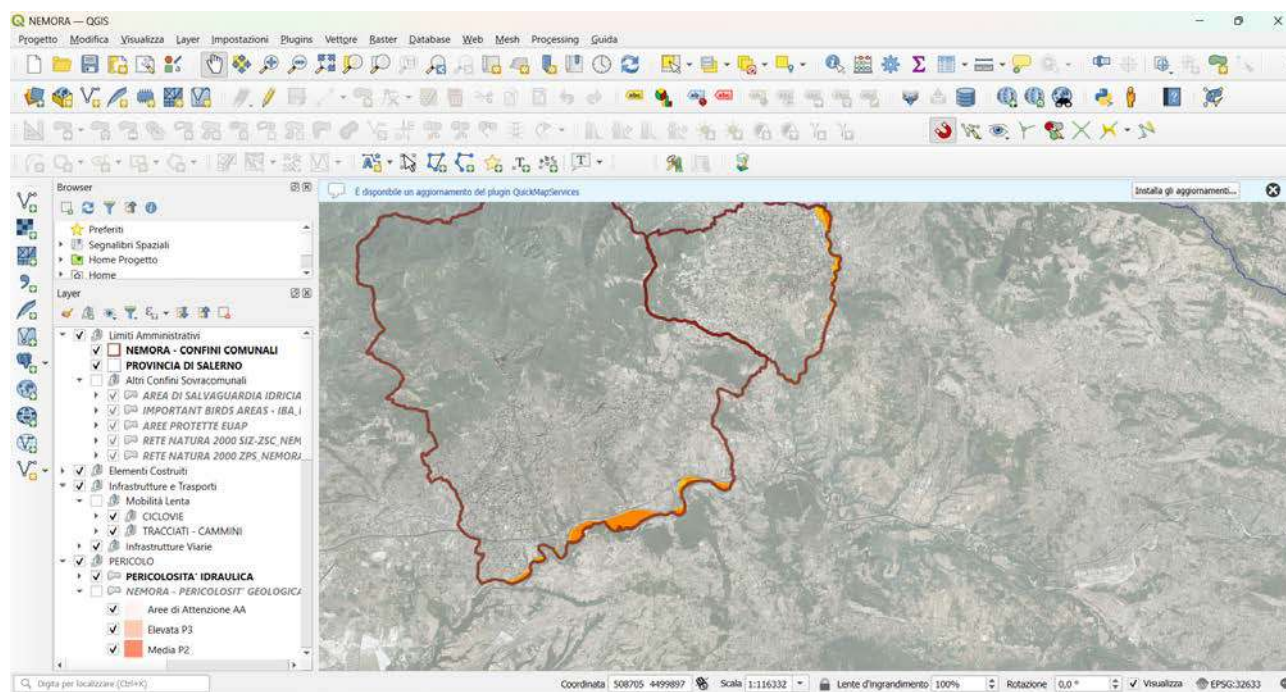 NEMORA — QGIS
Progetto Modifica Visualizza Layer Impostazioni Plugins Vettore Raster Database Web Mesh Processing Guida
Browser
È disponibile un aggiornamento del plugin QuickMapServices
Installa gli aggiornamenti...
Preferiti
Segnalibri Spaziali
Home Progetto
Home
Layer
Limiti Amministrativi
NEMORA - CONFINI COMUNALI
PROVINCIA DI SALERNO
Altri Confini Sovracomunali
AREA DI SALVAGUARDIA IDRICIA
IMPORTANT BIRDS AREAS - IBA_
AREE PROTETTE EUAP
RETE NATURA 2000 SIZ-ZSC_NEM
RETE NATURA 2000 ZPS_NEMORA
Elementi Costruiti
Infrastrutture e Trasporti
Mobilità Lenta
CICLOVIE
TRACCIATI - CAMMINI
Infrastrutture Viarie
PERICOLO
PERICOLOSITA' IDRAULICA
NEMORA - PERICOLOSIT' GEOLOGICA
Aree di Attenzione AA
Elevata P3
Media P2
Digita per localizzare (Ctrl+K)
Coordinata 508705 4499897 Scala 1:116332 Lente d'ingrandimento 100% Rotazione 0,0 ° Visualizza EPSG:32633